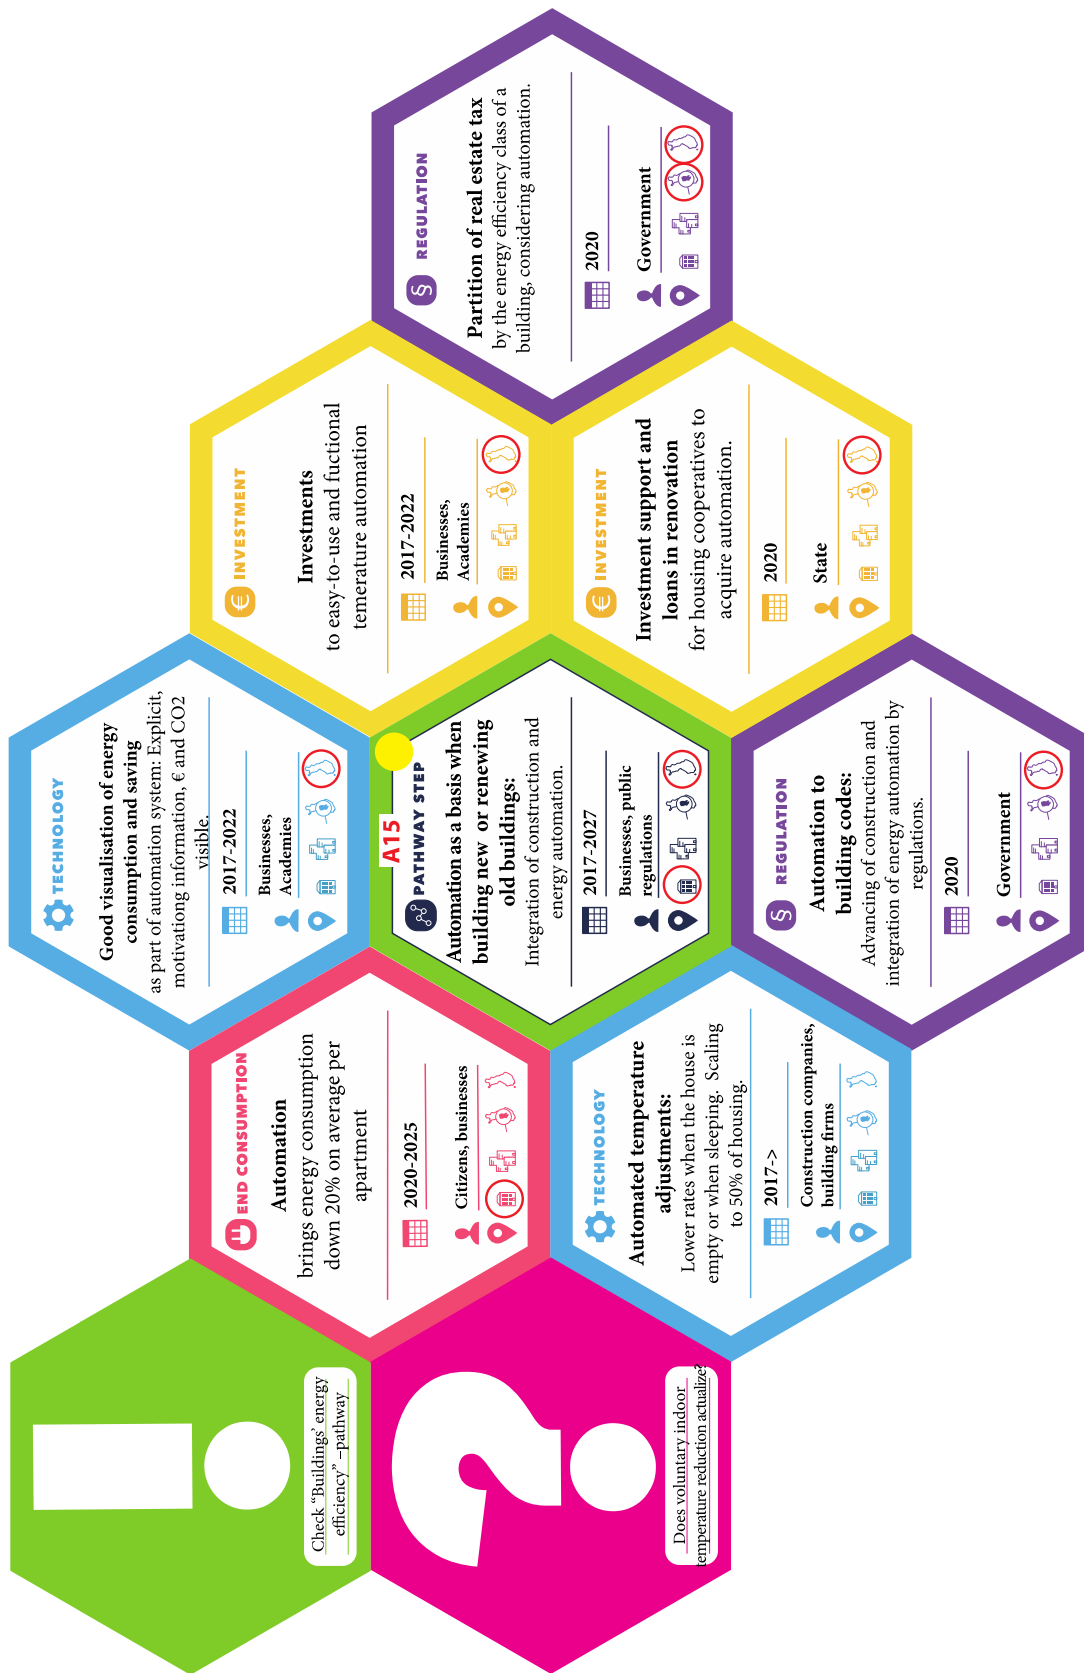 !
Check “Buildings’ energy
efficiency” –pathway
TECHNOLOGY
Good visualisation of energy
consumption and saving
as part of automation system: Explicit,
motivationg information, € and CO2
visible.
2017-2022
Businesses,
Academies
END CONSUMPTION
Automation
brings energy consumption
down 20% on average per
apartment
2020-2025
Citizens, businesses
€ INVESTMENT
Investments
to easy-to-use and fuctional
temerature automation
2017-2022
Businesses,
Academies
?
Does voluntary indoor
temperature reduction actualize?
A15
PATHWAY STEP
Automation as a basis when
building new or renewing
old buildings:
Integration of construction and
energy automation.
2017-2027
Businesses, public
regulations
§ REGULATION
Partition of real estate tax
by the energy efficiency class of a
building, considering automation.
2020
Government
TECHNOLOGY
Automated temperature
adjustments:
Lower rates when the house is
empty or when sleeping. Scaling
to 50% of housing.
2017->
Construction companies,
building firms
€ INVESTMENT
Investment support and
loans in renovation
for housing cooperatives to
acquire automation.
2020
State
§ REGULATION
Automation to
building codes:
Advancing of construction and
integration of energy automation by
regulations.
2020
Government